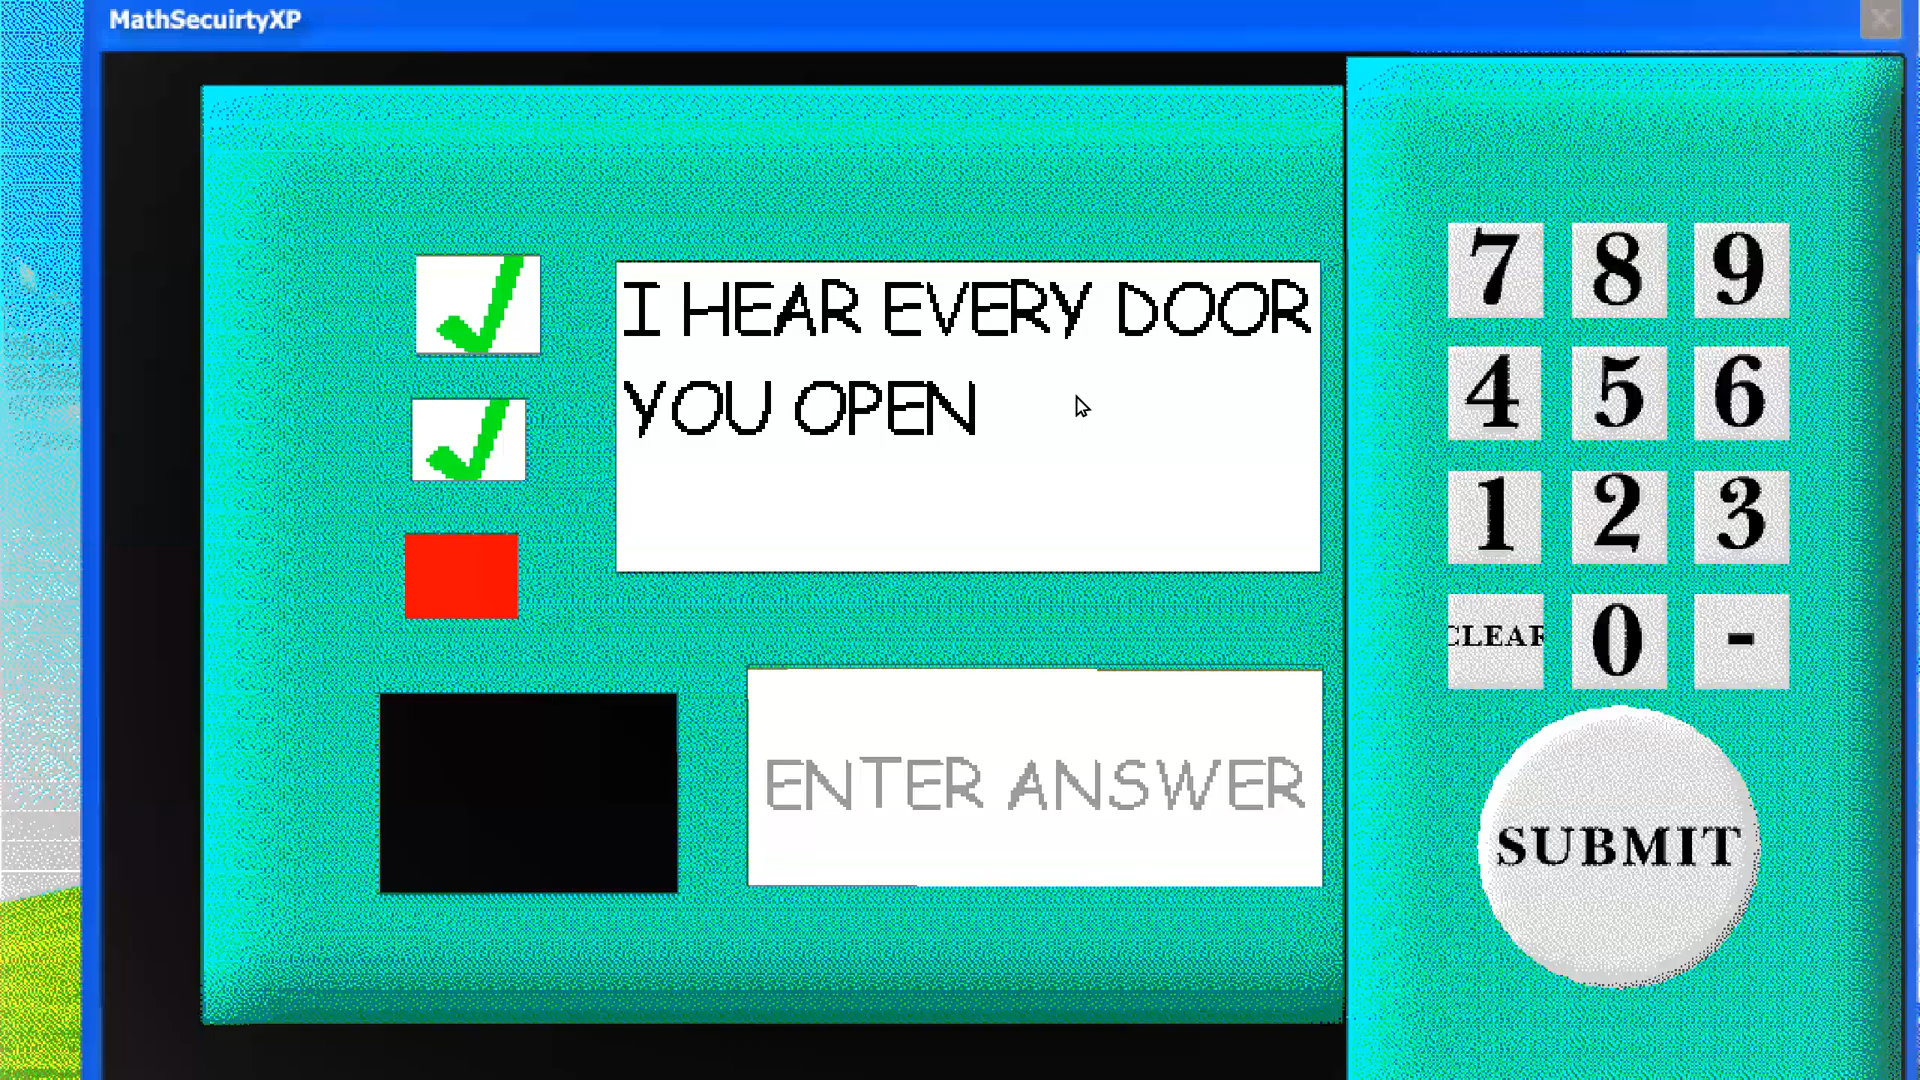 MathSecuirtyXP
I HEAR EVERY DOOR
YOU OPEN
ENTER ANSWER
7 8 9
4 5 6
1 2 3
CLEAR 0 -
SUBMIT